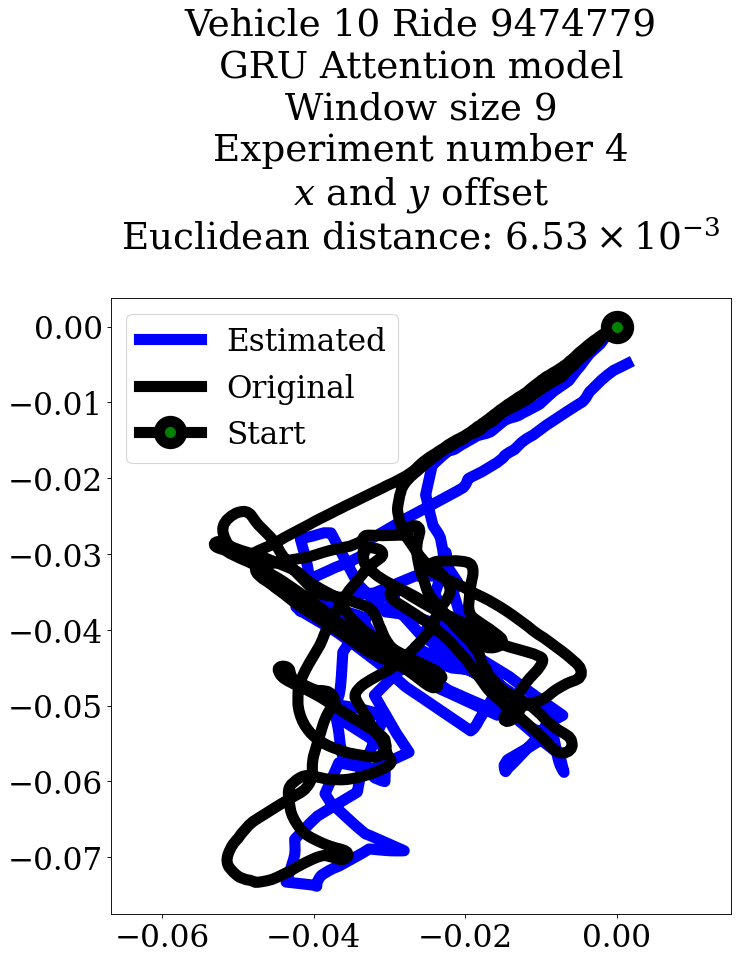 Vehicle 10 Ride 9474779
GRU Attention model
Window size 9
Experiment number 4
x and y offset
Euclidean distance: 6.53 × 10⁻³
Estimated
Original
Start
0.00
−0.01
−0.02
−0.03
−0.04
−0.05
−0.06
−0.07
−0.06 −0.04 −0.02 0.00